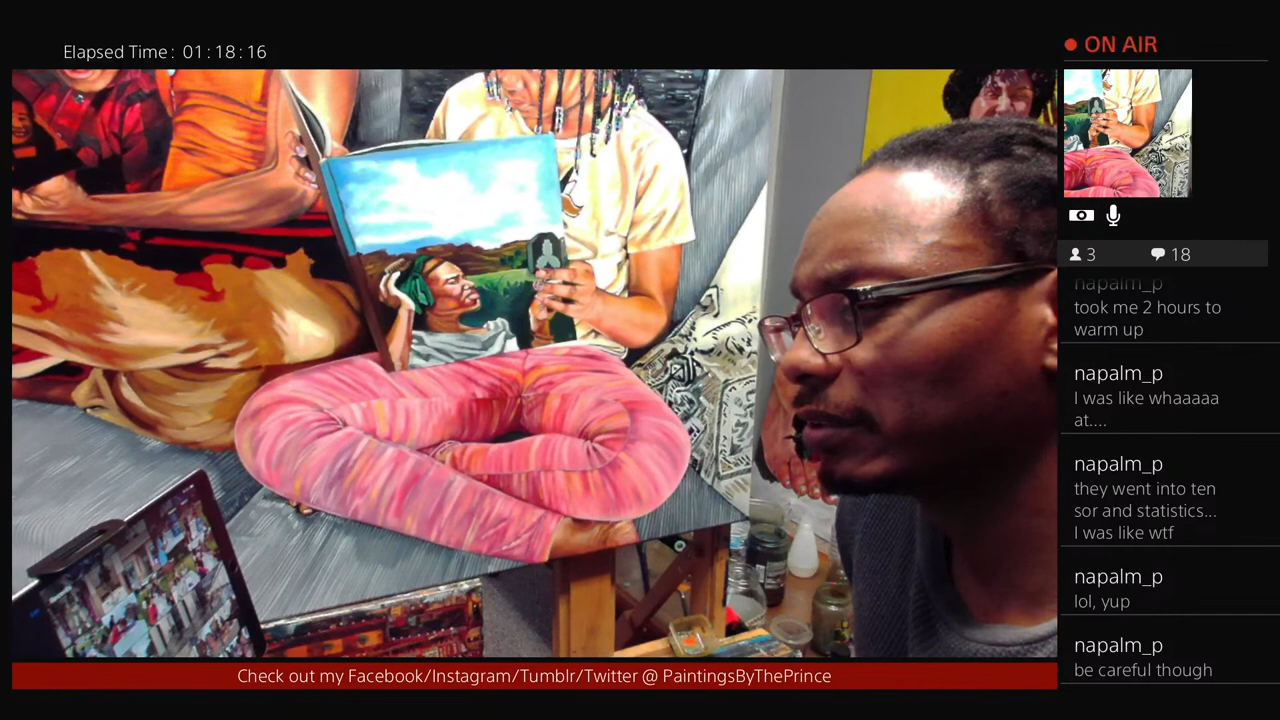 Elapsed Time: 01:18:16
ON AIR
3
18
napalm_p
took me 2 hours to
warm up
napalm_p
I was like whaaaaa
at....
napalm_p
they went into ten
sor and statistics...
I was like wtf
napalm_p
lol, yup
napalm_p
be careful though
Check out my Facebook/Instagram/Tumblr/Twitter @ PaintingsByThePrince